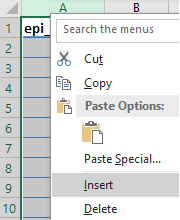 Search the menus
A B
1 epi_
2 Cut
3
4 Copy
5 Paste Options:
6
7 Paste Special...
8
9 Insert
10 Delete